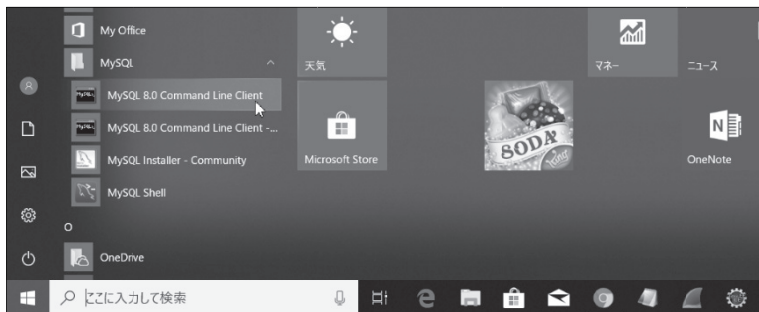 My Office
MySQL
MySQL 8.0 Command Line Client
MySQL 8.0 Command Line Client -...
MySQL Installer - Community
MySQL Shell
O
OneDrive
天気
マネー
ニュース
Microsoft Store
SODA
OneNote
ここに入力して検索